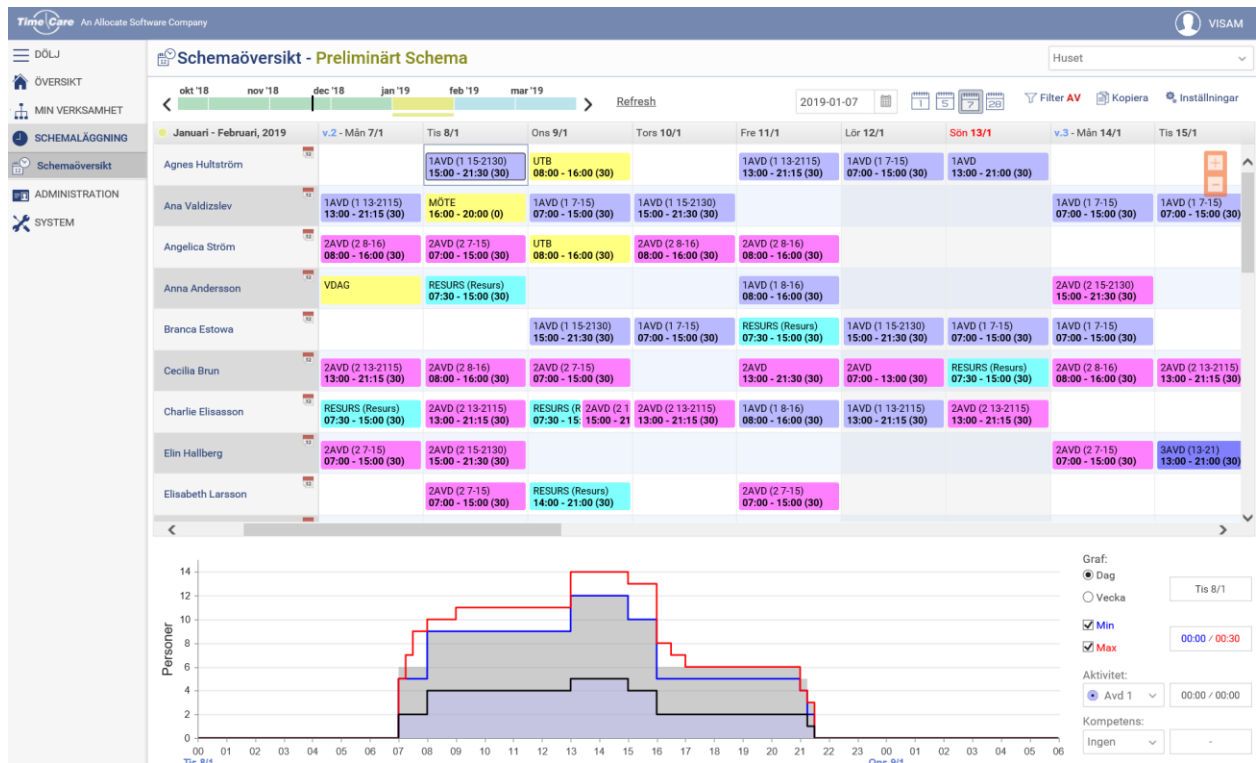 Time Care An Allocate Software Company
VISAM
DÖLJ
ÖVERSIKT
MIN VERKSAMHET
SCHEMALÄGGNING
Schemaöversikt
ADMINISTRATION
SYSTEM
Schemaöversikt - Preliminärt Schema
Huset
okt '18 nov '18 dec '18 jan '19 feb '19 mar '19
Refresh
2019-01-07
1 5 7 28
Filter AV
Kopiera
Inställningar
Januari - Februari, 2019 v.2 - Mån 7/1 Tis 8/1 Ons 9/1 Tors 10/1 Fre 11/1 Lör 12/1 Sön 13/1 v.3 - Mån 14/1 Tis 15/1
Agnes Hultström
1AVD (1 15-2130) UTB 1AVD (1 13-2115) 1AVD (1 7-15) 1AVD
15:00 - 21:30 (30) 08:00 - 16:00 (30) 13:00 - 21:15 (30) 07:00 - 15:00 (30) 13:00 - 21:00 (30)
Ana Valdizslev
1AVD (1 13-2115) MÖTE 1AVD (1 7-15) 1AVD (1 15-2130) 1AVD (1 7-15) 1AVD (1 7-15)
13:00 - 21:15 (30) 16:00 - 20:00 (0) 07:00 - 15:00 (30) 15:00 - 21:30 (30) 07:00 - 15:00 (30) 07:00 - 15:00 (30)
Angelica Ström
2AVD (2 8-16) 2AVD (2 7-15) UTB 2AVD (2 8-16) 2AVD (2 8-16)
08:00 - 16:00 (30) 07:00 - 15:00 (30) 08:00 - 16:00 (30) 08:00 - 16:00 (30) 08:00 - 16:00 (30)
Anna Andersson
VDAG RESURS (Resurs) 1AVD (1 8-16) 2AVD (2 15-2130)
07:30 - 15:00 (30) 08:00 - 16:00 (30) 15:00 - 21:30 (30)
Branca Estowa
1AVD (1 15-2130) 1AVD (1 7-15) RESURS (Resurs) 1AVD (1 15-2130) 1AVD (1 7-15) 1AVD (1 7-15)
15:00 - 21:30 (30) 07:00 - 15:00 (30) 07:30 - 15:00 (30) 15:00 - 21:30 (30) 07:00 - 15:00 (30) 07:00 - 15:00 (30)
Cecilia Brun
2AVD (2 13-2115) 2AVD (2 8-16) 2AVD (2 7-15) 2AVD 2AVD RESURS (Resurs) 2AVD (2 8-16) 2AVD (2 13-2115)
13:00 - 21:15 (30) 08:00 - 16:00 (30) 07:00 - 15:00 (30) 13:00 - 21:30 (30) 07:00 - 13:00 (30) 07:30 - 15:00 (30) 08:00 - 16:00 (30) 13:00 - 21:15 (30)
Charlie Elisasson
RESURS (Resurs) 2AVD (2 13-2115) RESURS (R 2AVD (2 1 2AVD (2 13-2115) 1AVD (1 8-16) 1AVD (1 13-2115) 2AVD (2 13-2115)
07:30 - 15:00 (30) 13:00 - 21:15 (30) 07:30 - 15: 15:00 - 21 13:00 - 21:15 (30) 08:00 - 16:00 (30) 13:00 - 21:15 (30) 13:00 - 21:15 (30)
Elin Hallberg
2AVD (2 7-15) 2AVD (2 15-2130) 2AVD (2 7-15) 3AVD (13-21)
07:00 - 15:00 (30) 15:00 - 21:30 (30) 07:00 - 15:00 (30) 13:00 - 21:00 (30)
Elisabeth Larsson
2AVD (2 7-15) RESURS (Resurs) 2AVD (2 7-15)
07:00 - 15:00 (30) 14:00 - 21:00 (30) 07:00 - 15:00 (30)
Personer
14
12
10
8
6
4
2
0
00 01 02 03 04 05 06 07 08 09 10 11 12 13 14 15 16 17 18 19 20 21 22 23 00 01 02 03 04 05 06
Tis 8/1 Ons 9/1
Graf:
Dag
Tis 8/1
Vecka
Min
Max
00:00 / 00:30
Aktivitet:
Avd 1 00:00 / 00:00
Kompetens:
Ingen -